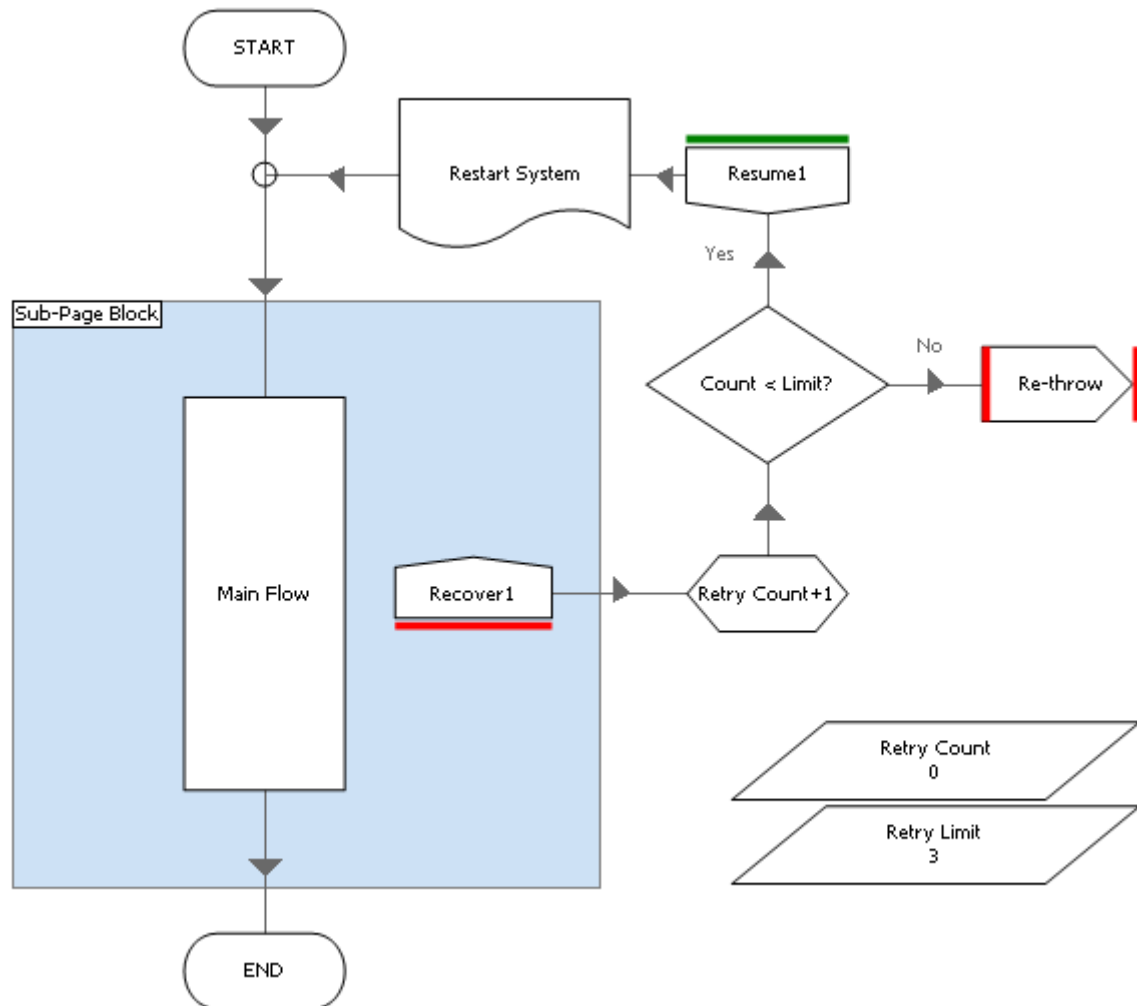 START
Restart System
Resume1
Yes
Sub-Page Block
No
Count < Limit?
Re-throw
Main Flow
Recover1
Retry Count+1
Retry Count
0
Retry Limit
3
END